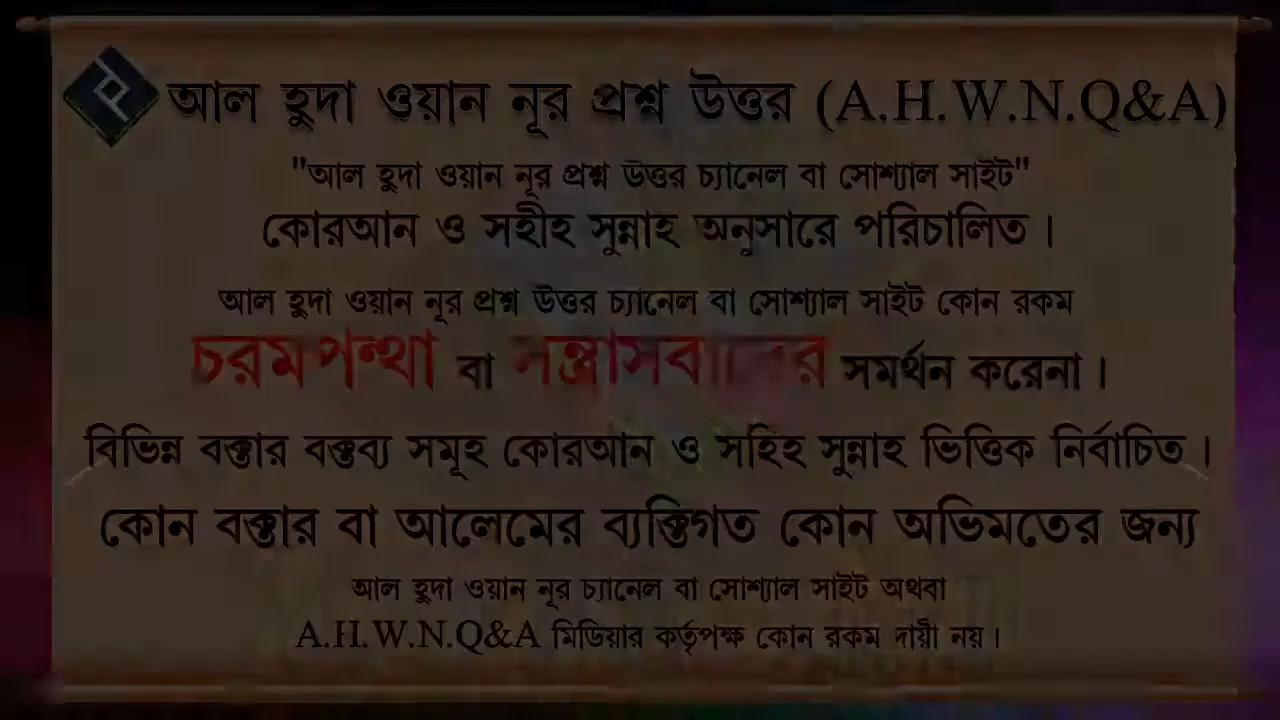 আল হুদা ওয়ান নূর প্রশ্ন উত্তর (A.H.W.N.Q&A)
"আল হুদা ওয়ান নূর প্রশ্ন উত্তর চ্যানেল বা সোশ্যাল সাইট"
কোরআন ও সহীহ সুন্নাহ অনুসারে পরিচালিত।
আল হুদা ওয়ান নূর প্রশ্ন উত্তর চ্যানেল বা সোশ্যাল সাইট কোন রকম
চরমপন্থা বা সন্ত্রাসবাদের সমর্থন করেনা।
বিভিন্ন বক্তার বক্তব্য সমূহ কোরআন ও সহিহ সুন্নাহ ভিত্তিক নির্বাচিত।
কোন বক্তার বা আলেমের ব্যক্তিগত কোন অভিমতের জন্য
আল হুদা ওয়ান নূর চ্যানেল বা সোশ্যাল সাইট অথবা
A.H.W.N.Q&A মিডিয়ার কর্তৃপক্ষ কোন রকম দায়ী নয়।